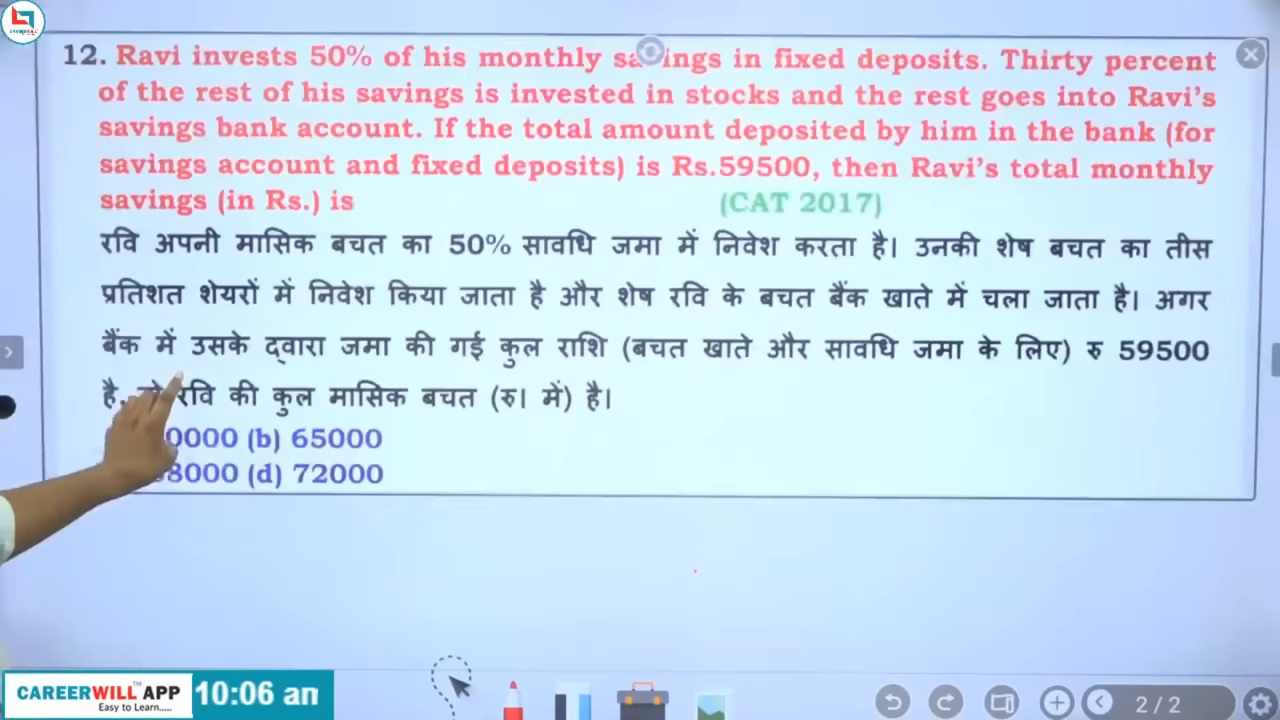 12. Ravi invests 50% of his monthly savings in fixed deposits. Thirty percent
of the rest of his savings is invested in stocks and the rest goes into Ravi's
savings bank account. If the total amount deposited by him in the bank (for
savings account and fixed deposits) is Rs.59500, then Ravi's total monthly
savings (in Rs.) is (CAT 2017)
रवि अपनी मासिक बचत का 50% सावधि जमा में निवेश करता है। उनकी शेष बचत का तीस
प्रतिशत शेयरों में निवेश किया जाता है और शेष रवि के बचत बैंक खाते में चला जाता है। अगर
बैंक में उसके द्वारा जमा की गई कुल राशि (बचत खाते और सावधि जमा के लिए) रु 59500
है, रवि की कुल मासिक बचत (रु। में) है।
0000 (b) 65000
8000 (d) 72000
CAREERWILL APP
Easy to Learn.....
10:06 an
2 / 2